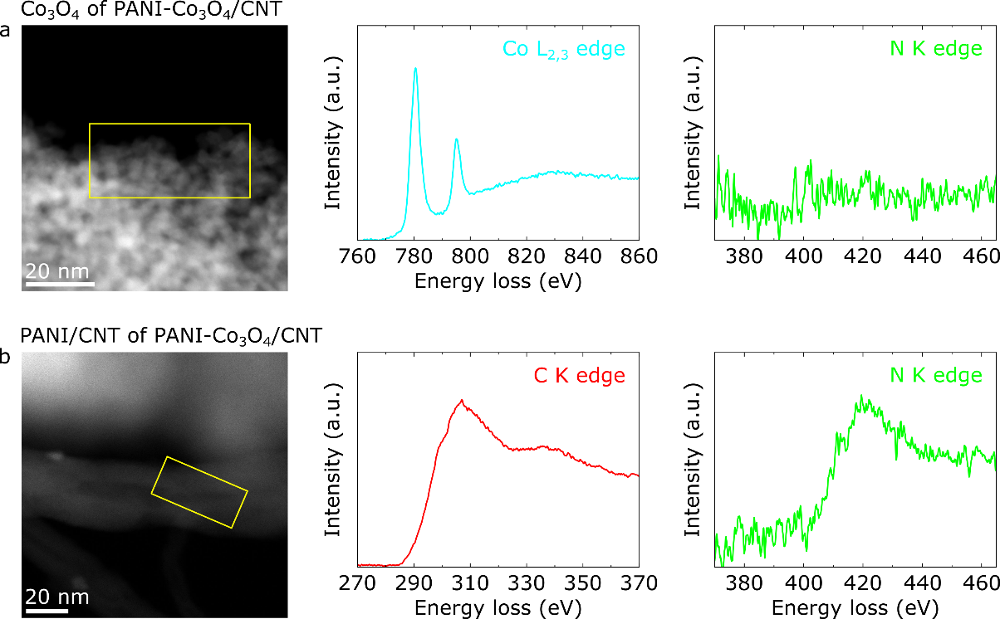 Co₃O₄ of PANI-Co₃O₄/CNT
a
20 nm
Intensity (a.u.)
Co L₂,₃ edge
760 780 800 820 840 860
Energy loss (eV)
Intensity (a.u.)
N K edge
380 400 420 440 460
Energy loss (eV)
PANI/CNT of PANI-Co₃O₄/CNT
b
20 nm
Intensity (a.u.)
C K edge
270 290 310 330 350 370
Energy loss (eV)
Intensity (a.u.)
N K edge
380 400 420 440 460
Energy loss (eV)